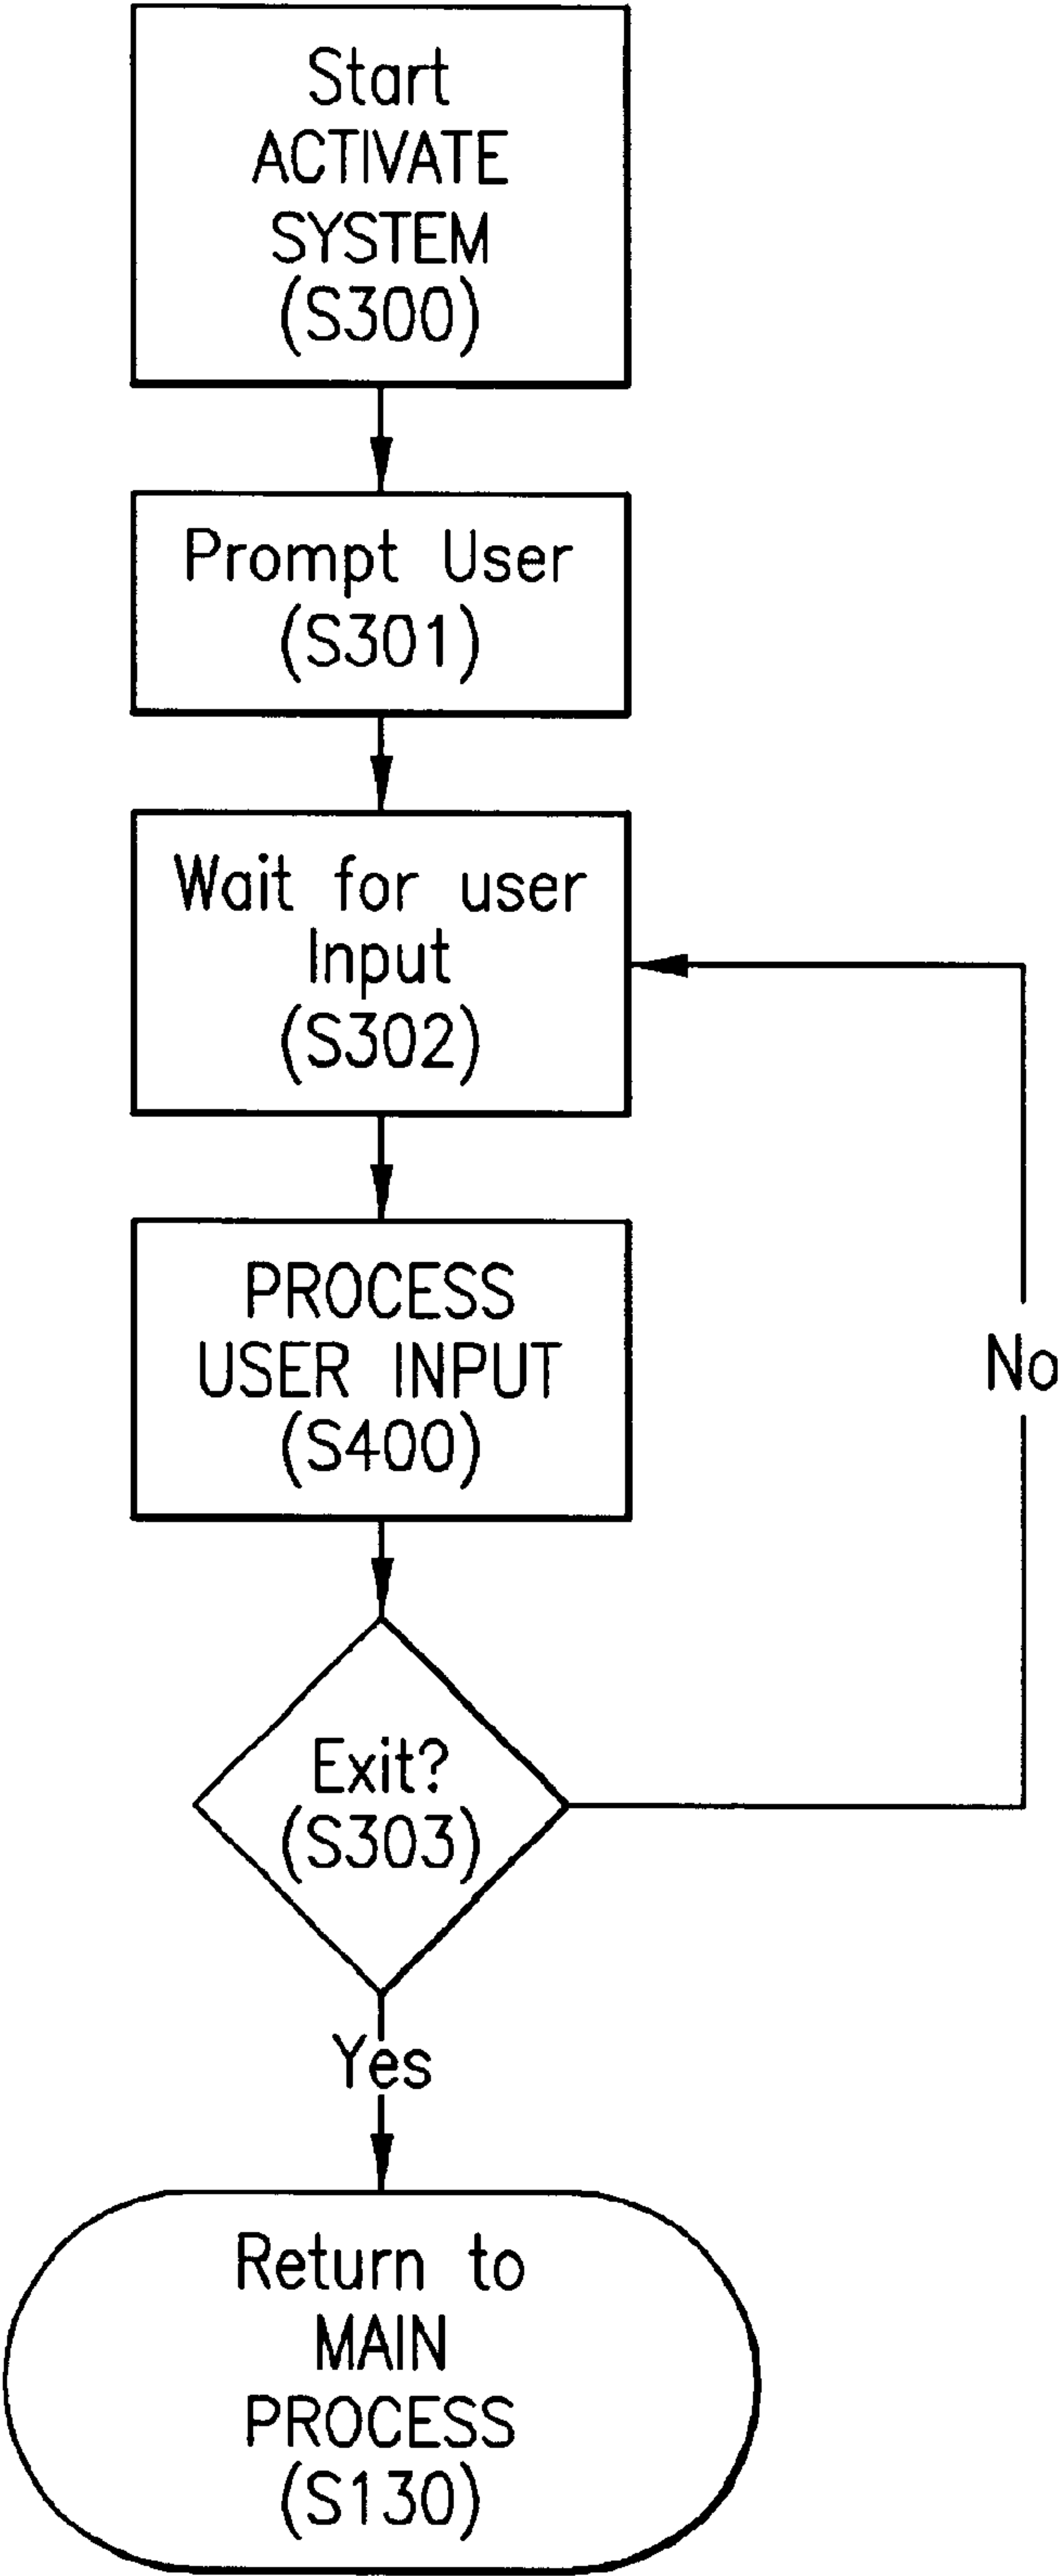 Start
ACTIVATE
SYSTEM
(S300)
Prompt User
(S301)
Wait for user
Input
(S302)
PROCESS
USER INPUT
(S400)
No
Exit?
(S303)
Yes
Return to
MAIN
PROCESS
(S130)